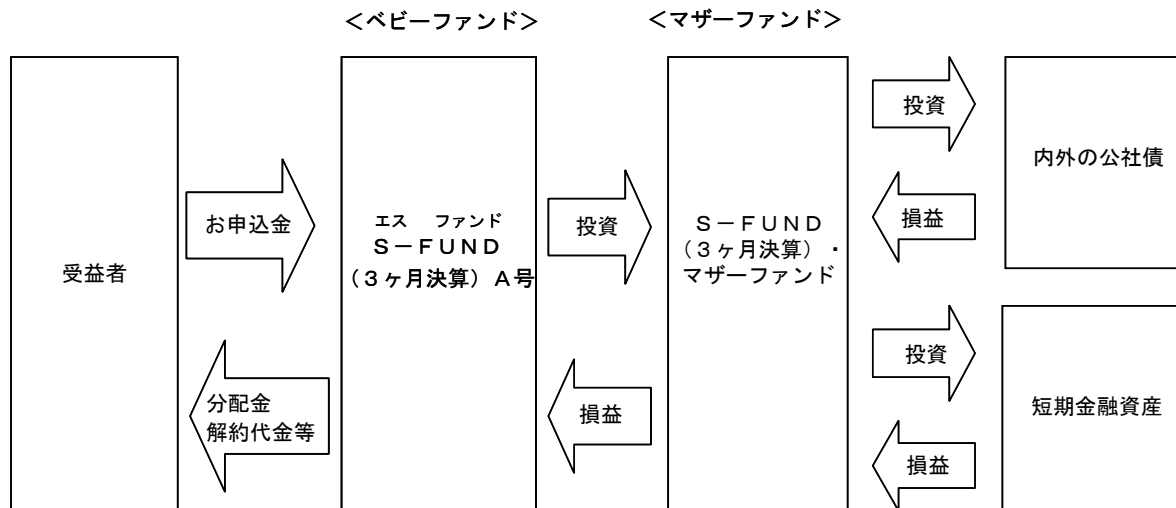 ＜ベビーファンド＞
＜マザーファンド＞
受益者
お申込金
分配金
解約代金等
エス　ファンド
Ｓ－ＦＵＮＤ
（３ヶ月決算）Ａ号
投資
損益
Ｓ－ＦＵＮＤ
（３ヶ月決算）・
マザーファンド
投資
損益
内外の公社債
投資
損益
短期金融資産